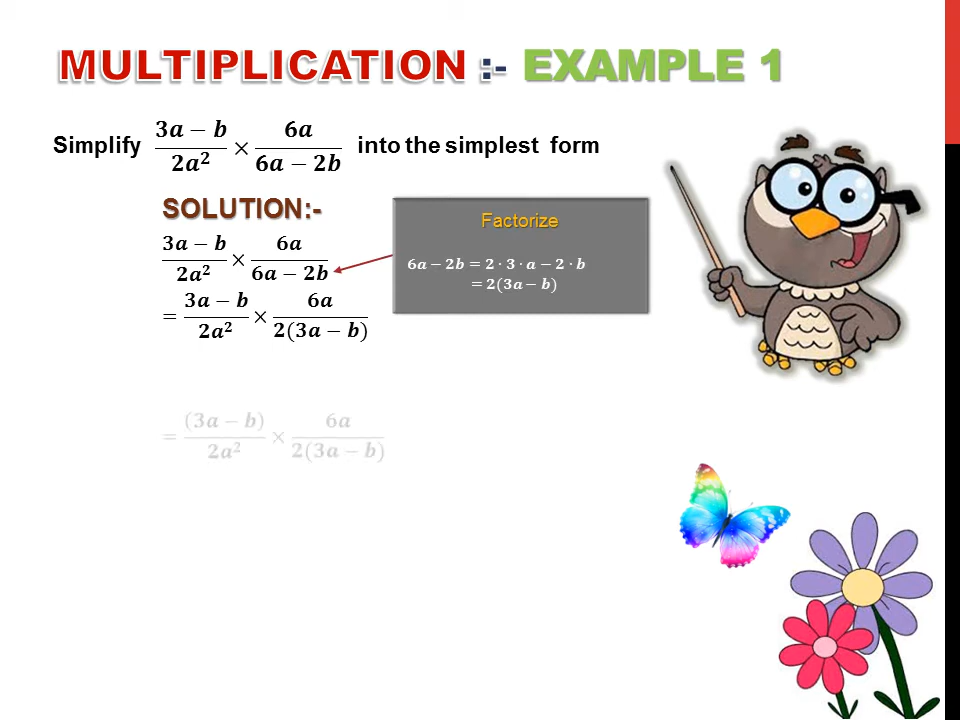 MULTIPLICATION :- EXAMPLE 1
Simplify (3a − b)/(2a²) × (6a)/(6a − 2b) into the simplest form
SOLUTION:-
(3a − b)/(2a²) × (6a)/(6a − 2b)
= (3a − b)/(2a²) × (6a)/(2(3a − b))
Factorize
6a − 2b = 2 · 3 · a − 2 · b
= 2(3a − b)
= ((3a − b))/(2a²) × (6a)/(2(3a − b))